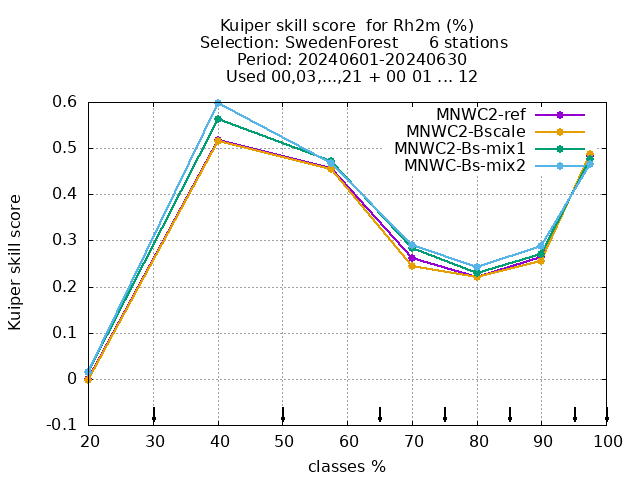 Kuiper skill score  for Rh2m (%)
Selection: SwedenForest      6 stations
Period: 20240601-20240630
Used 00,03,...,21 + 00 01 ... 12
MNWC2-ref
MNWC2-Bscale
MNWC2-Bs-mix1
MNWC-Bs-mix2
0.6
0.5
0.4
0.3
0.2
0.1
0
-0.1
Kuiper skill score
20 30 40 50 60 70 80 90 100
classes %